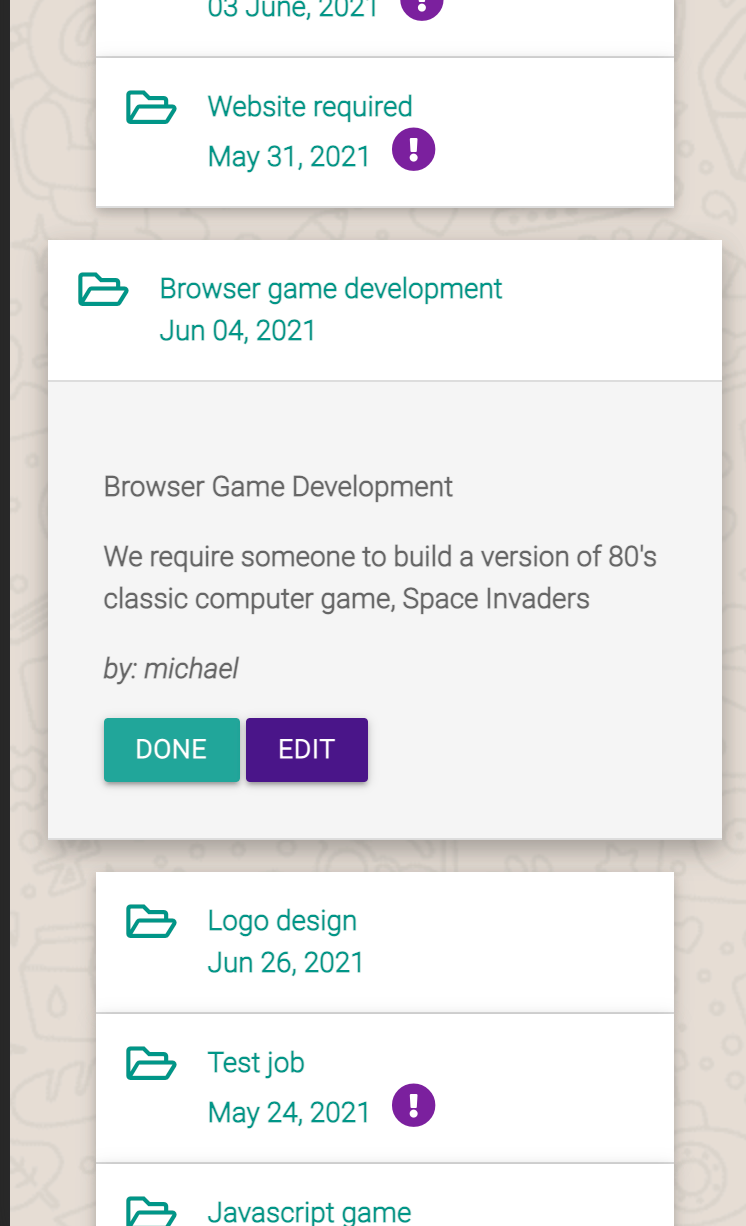 03 June, 2021
Website required
May 31, 2021
Browser game development
Jun 04, 2021
Browser Game Development
We require someone to build a version of 80's
classic computer game, Space Invaders
by: michael
DONE EDIT
Logo design
Jun 26, 2021
Test job
May 24, 2021
Javascript game